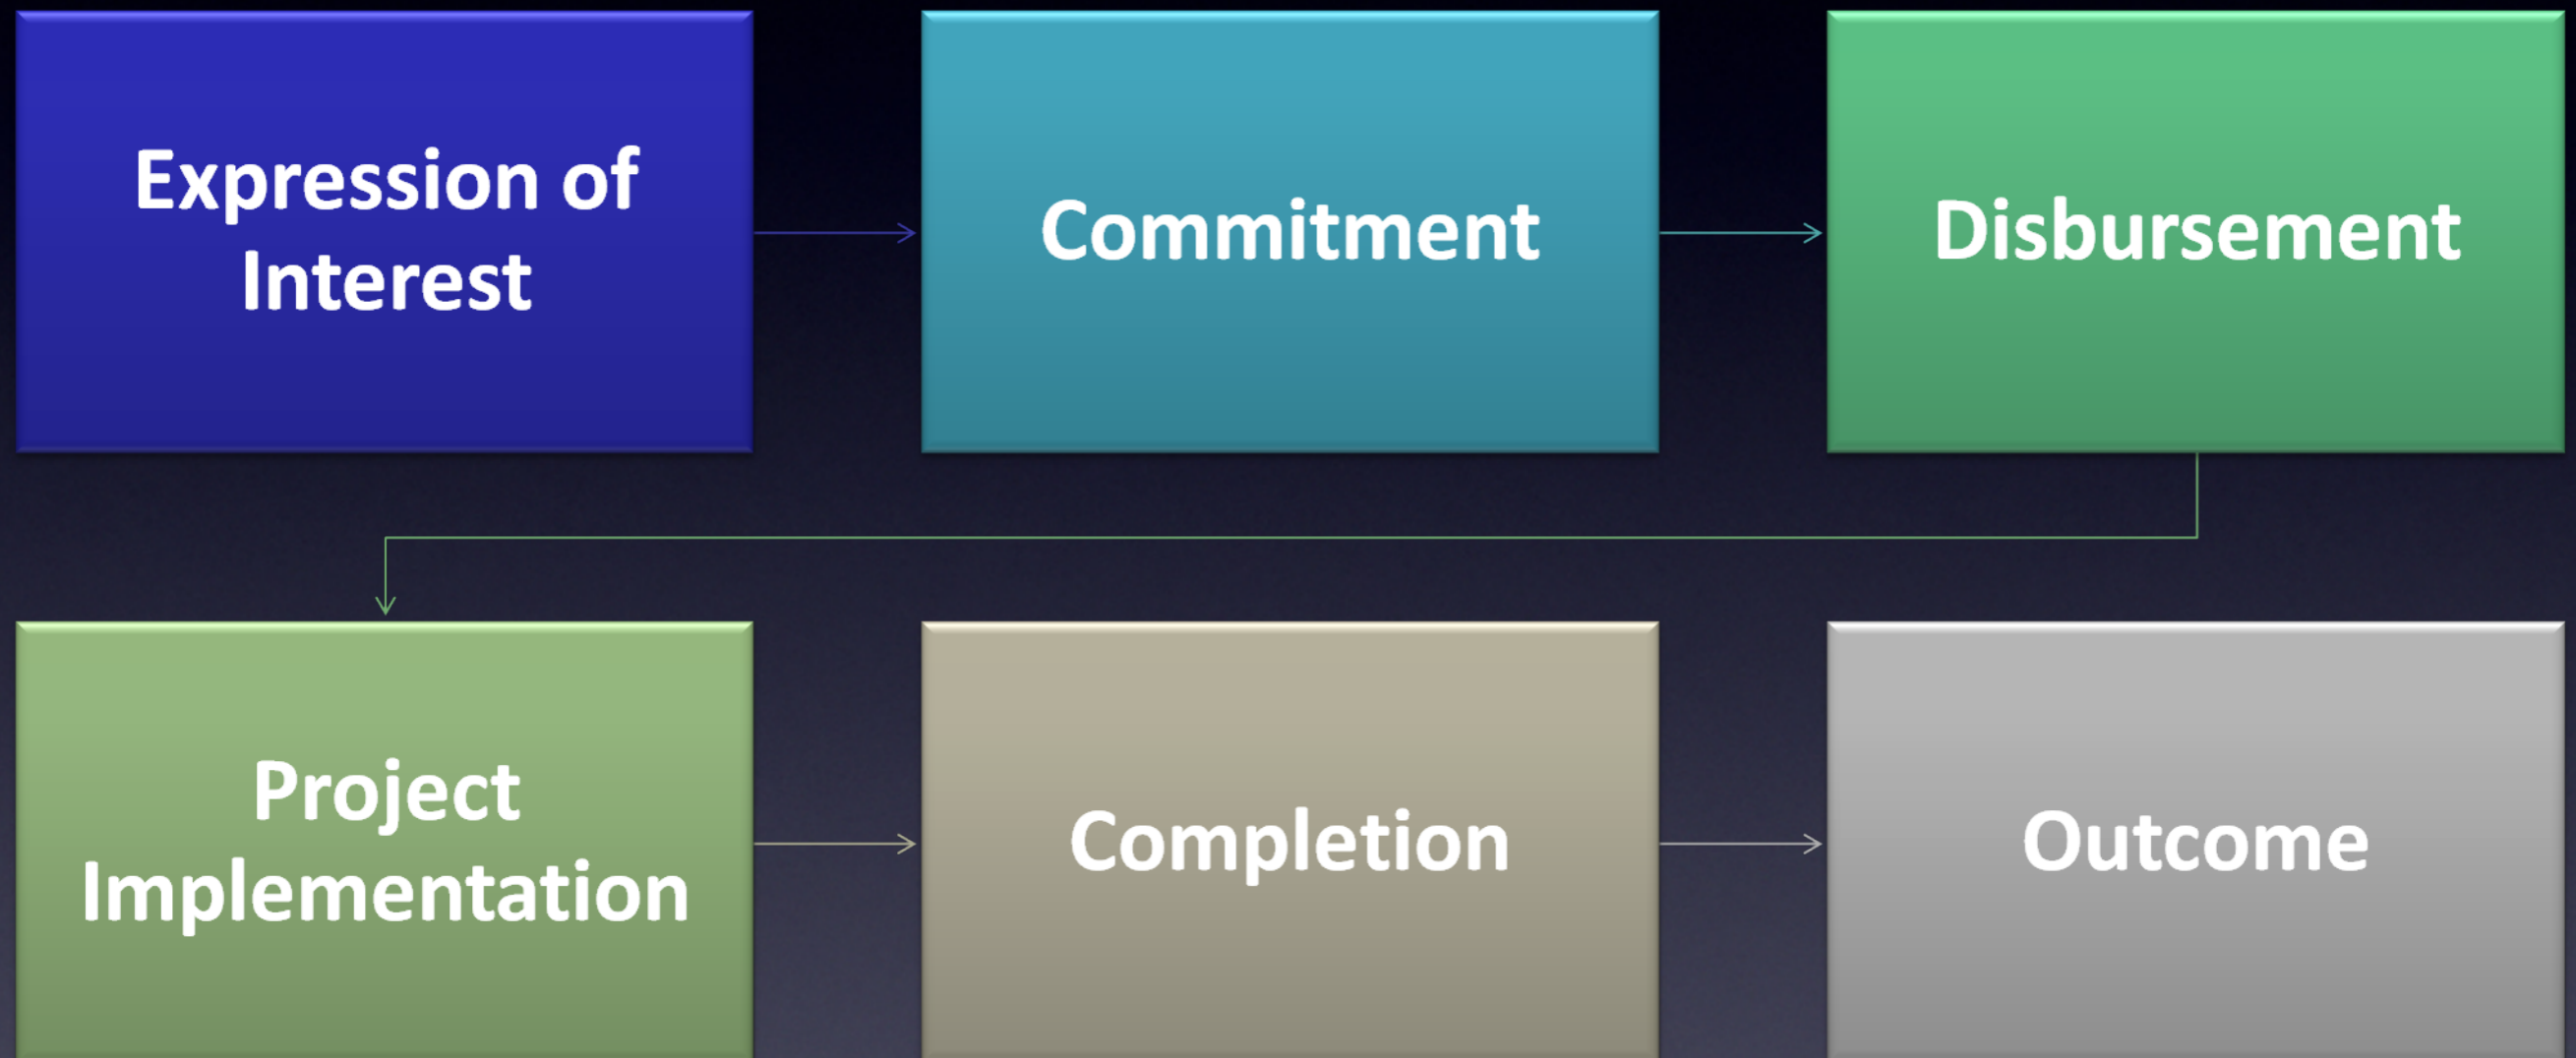 Expression of
Interest
Commitment
Disbursement
Project
Implementation
Completion
Outcome